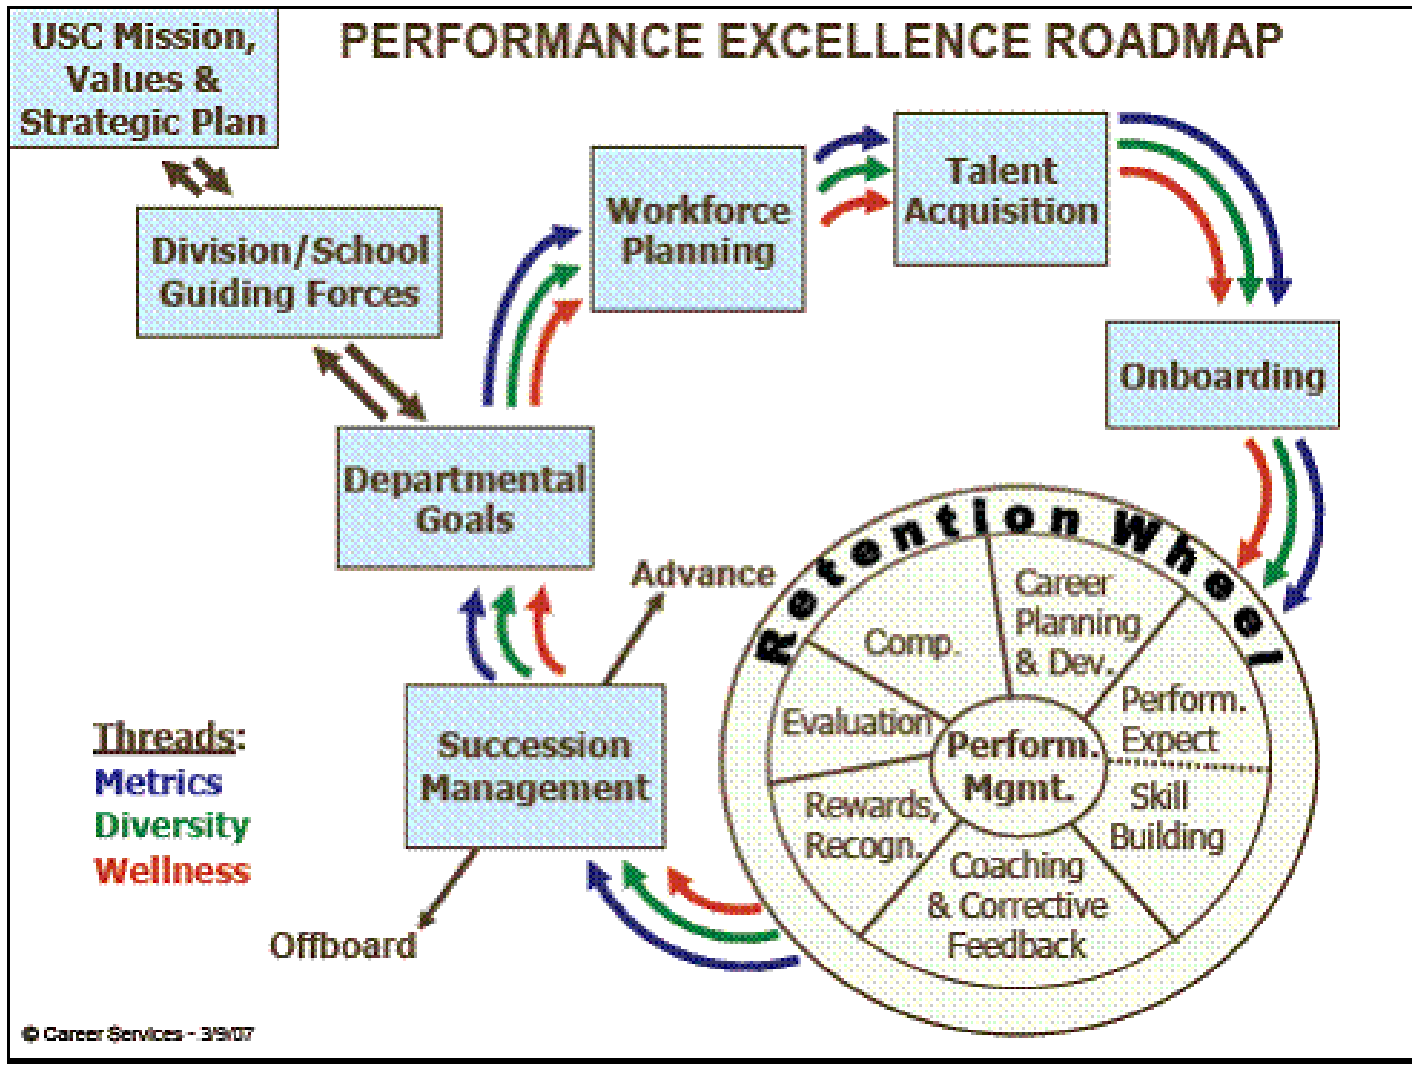 PERFORMANCE EXCELLENCE ROADMAP
USC Mission,
Values &
Strategic Plan
Division/School
Guiding Forces
Departmental
Goals
Workforce
Planning
Talent
Acquisition
Onboarding
Retention Wheel
Comp.
Career
Planning
& Dev.
Perform.
Expect
Skill
Building
Coaching
& Corrective
Feedback
Rewards,
Recogn.
Evaluation
Perform.
Mgmt.
Advance
Succession
Management
Offboard
Threads:
Metrics
Diversity
Wellness
© Career Services - 3/9/07